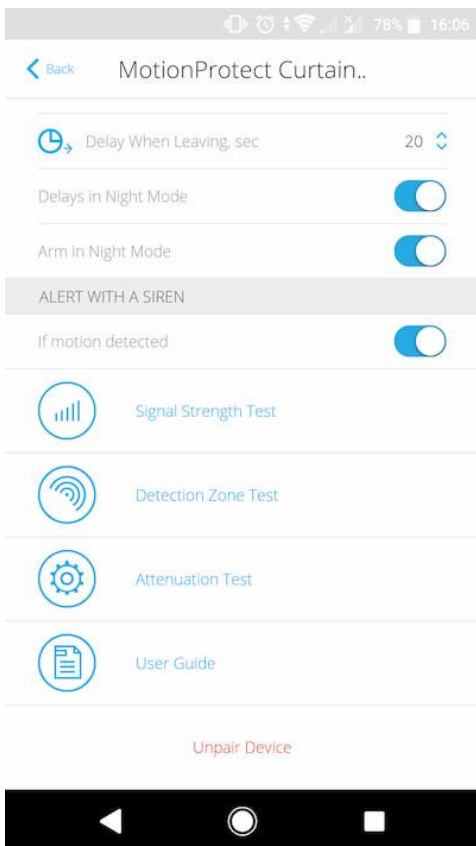 78% 16:06
Back MotionProtect Curtain..
Delay When Leaving, sec 20
Delays in Night Mode
Arm in Night Mode
ALERT WITH A SIREN
If motion detected
Signal Strength Test
Detection Zone Test
Attenuation Test
User Guide
Unpair Device